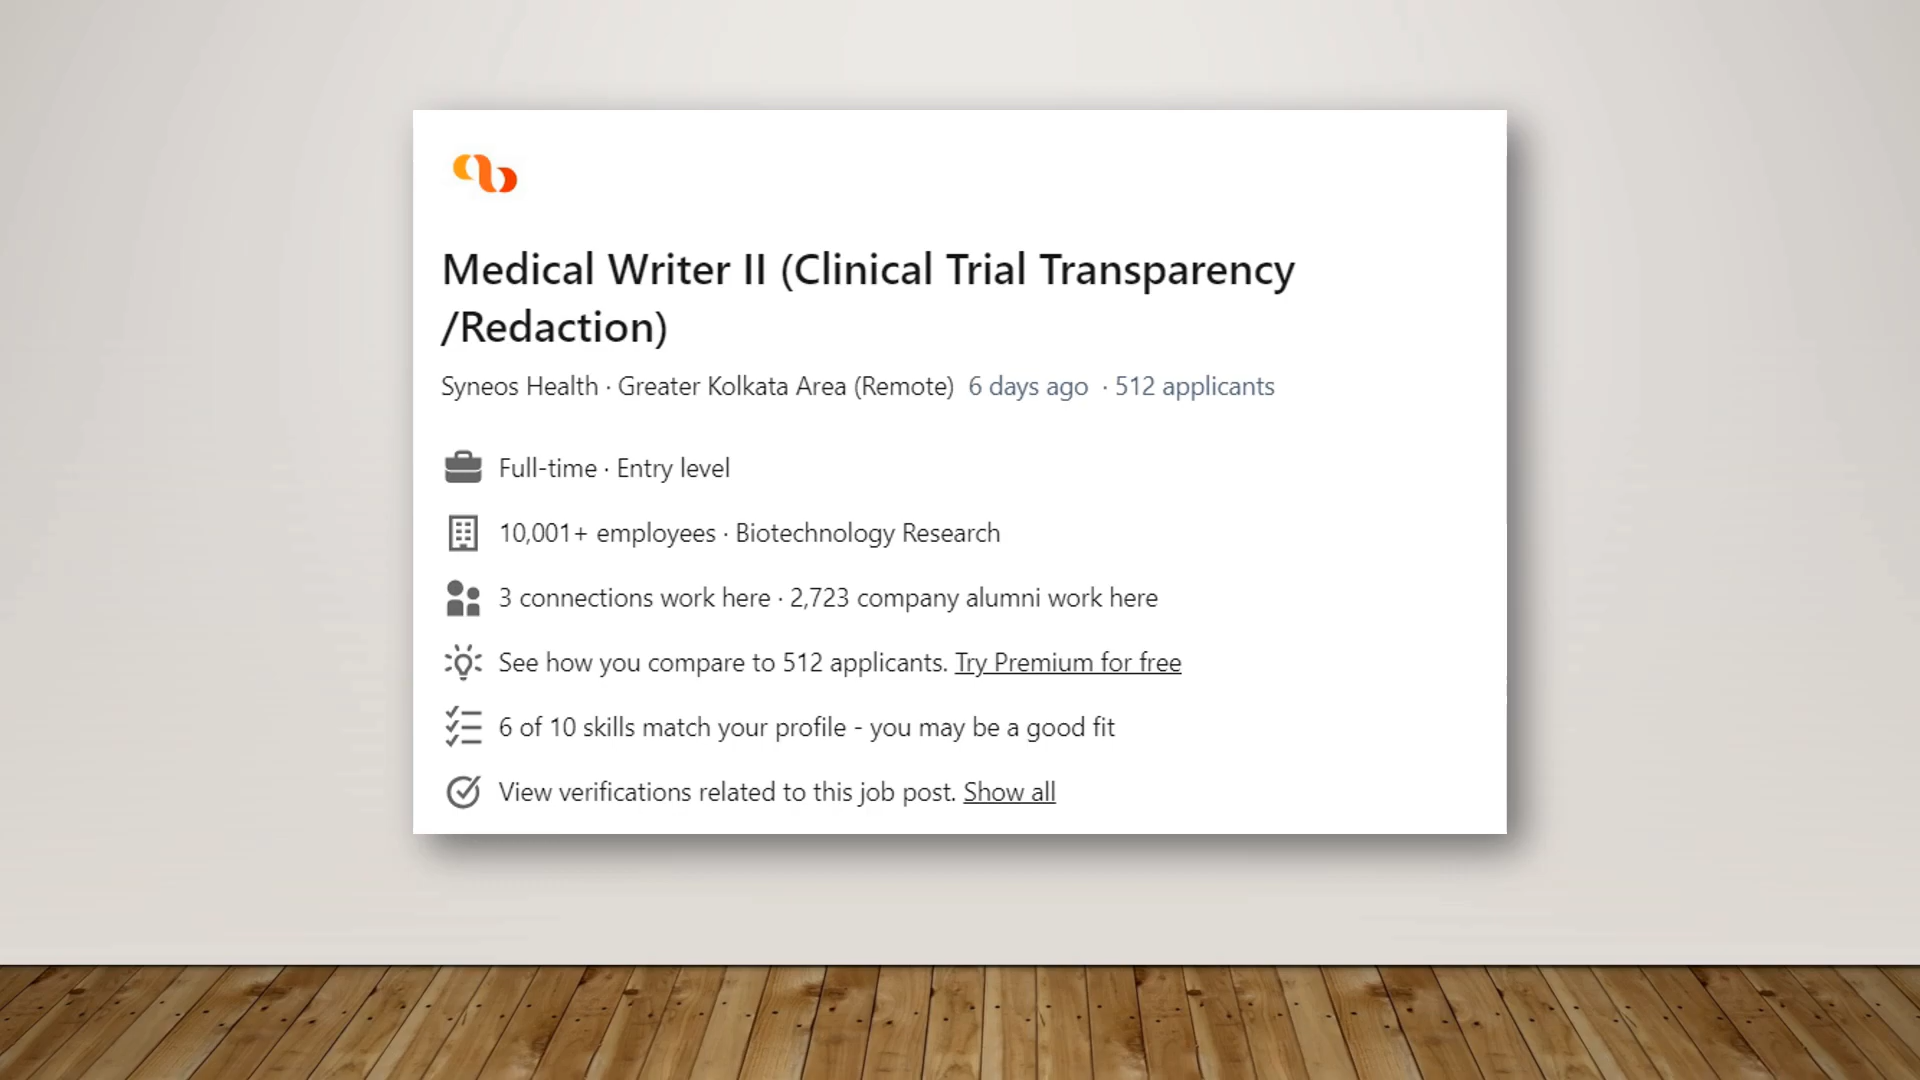 Medical Writer II (Clinical Trial Transparency
/Redaction)
Syneos Health · Greater Kolkata Area (Remote) 6 days ago · 512 applicants
Full-time · Entry level
10,001+ employees · Biotechnology Research
3 connections work here · 2,723 company alumni work here
See how you compare to 512 applicants. Try Premium for free
6 of 10 skills match your profile - you may be a good fit
View verifications related to this job post. Show all